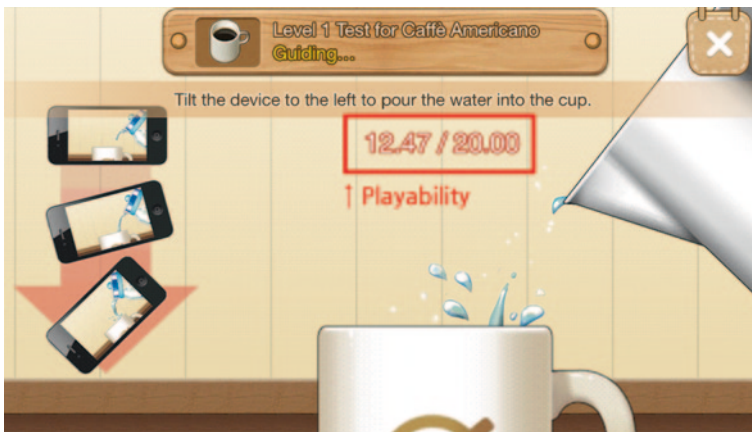 Level 1 Test for Caffè Americano
Guiding...
Tilt the device to the left to pour the water into the cup.
12.47 / 20.00
↑ Playability